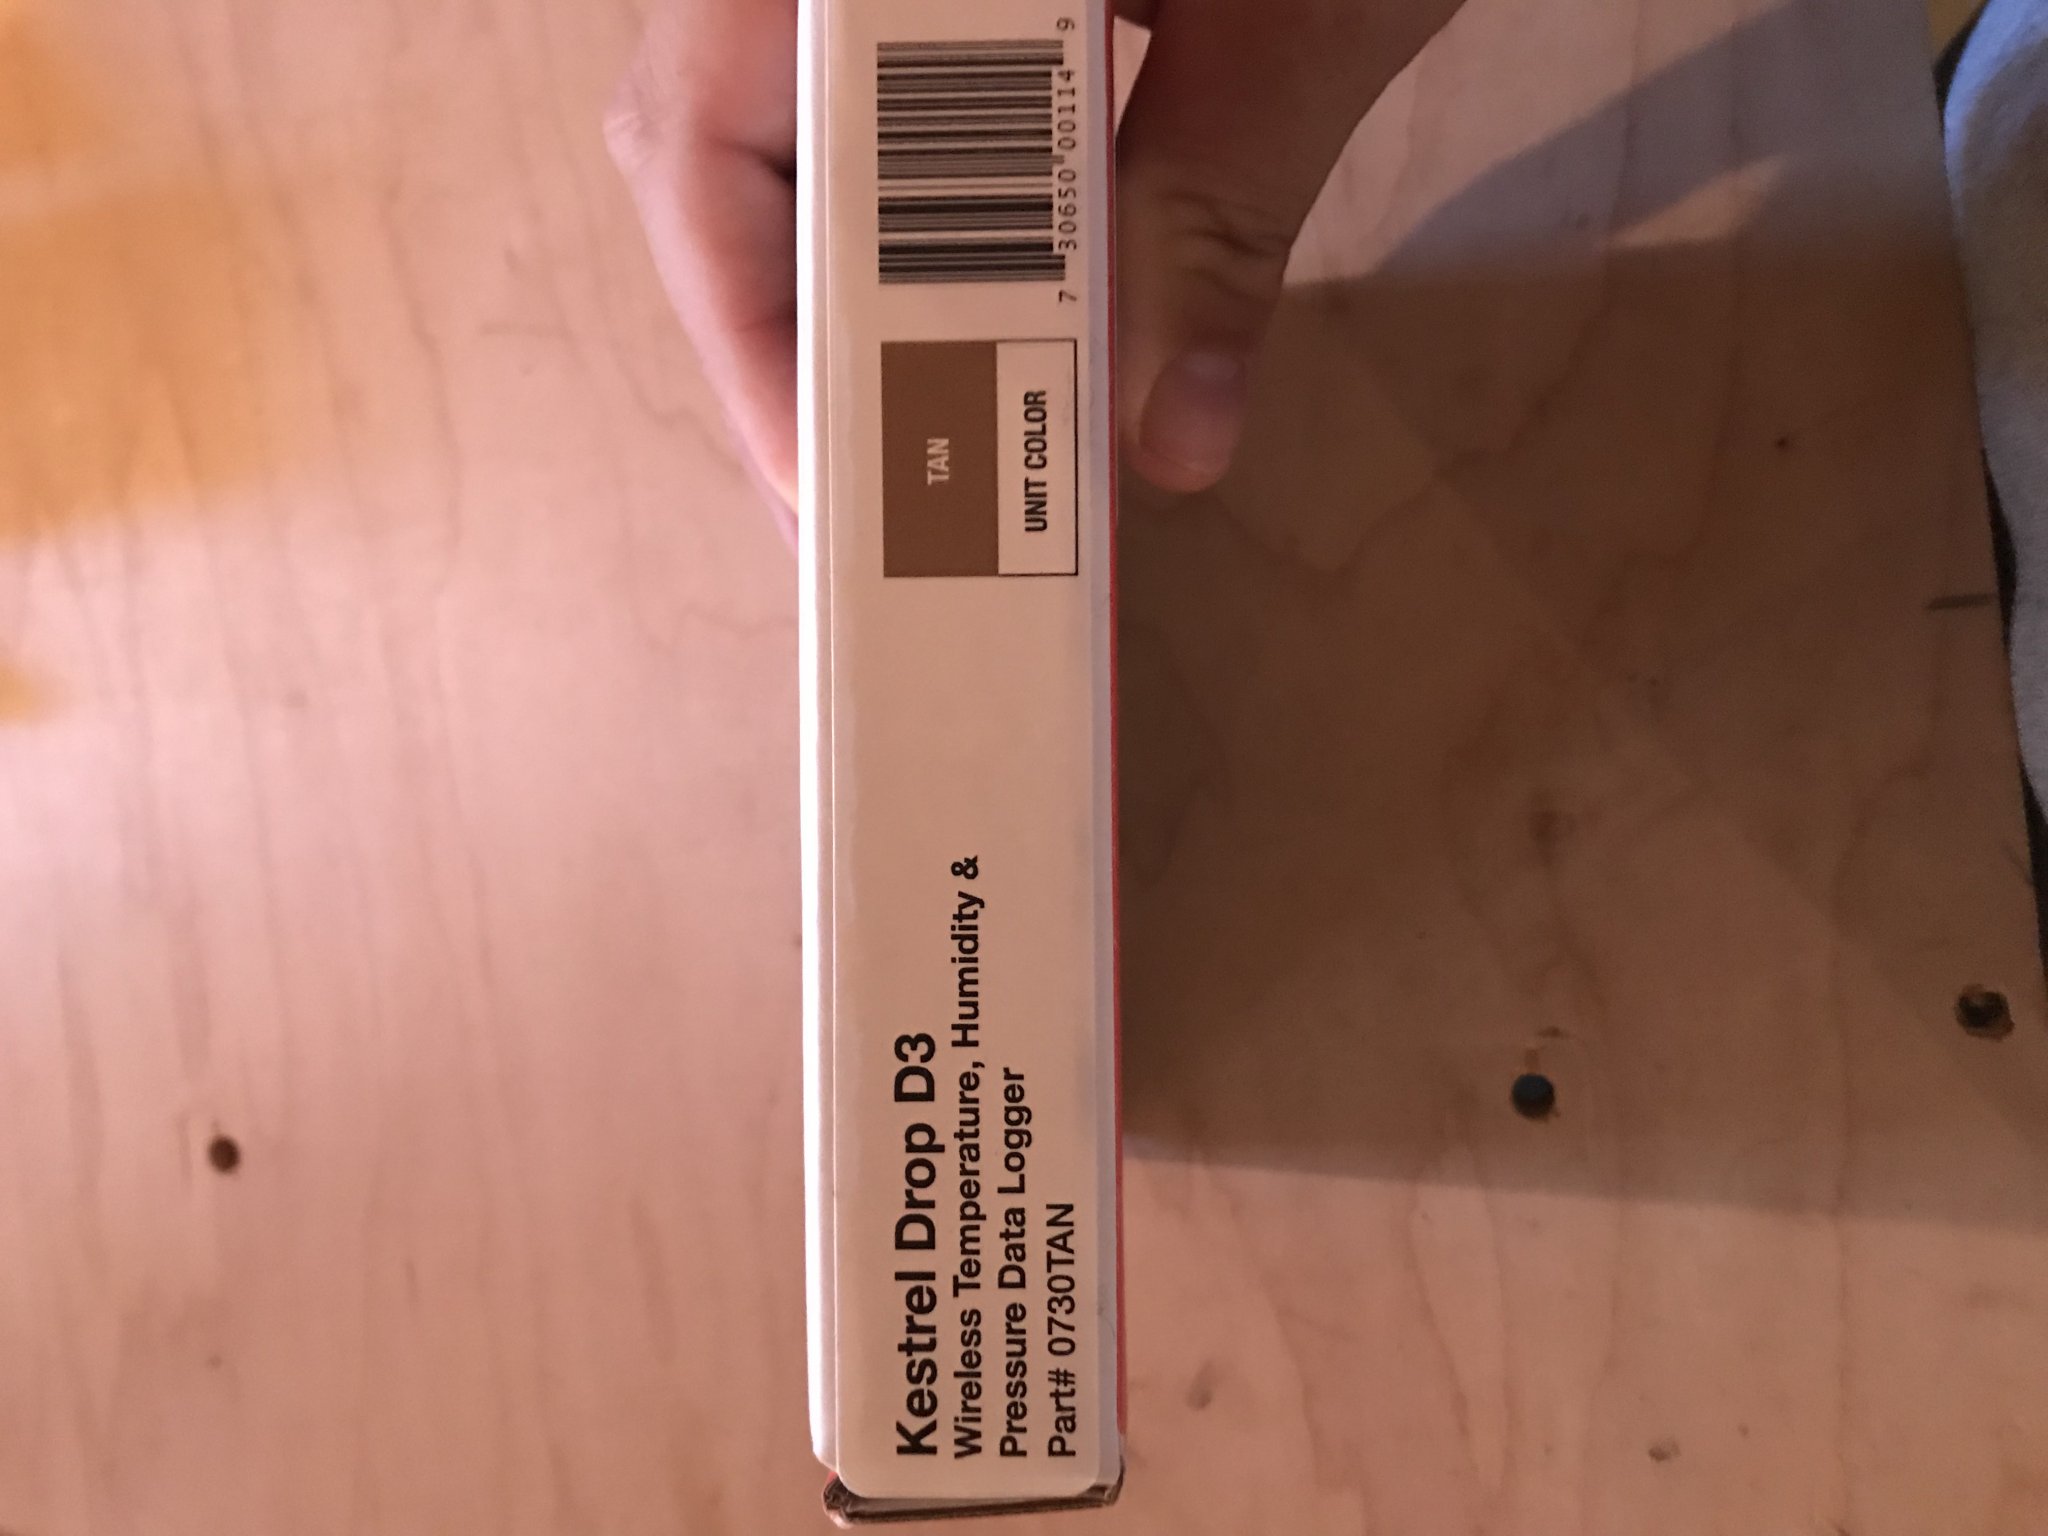 Kestrel Drop D3
Wireless Temperature, Humidity &
Pressure Data Logger
Part# 0730TAN
TAN
UNIT COLOR
7 30650 00114 9